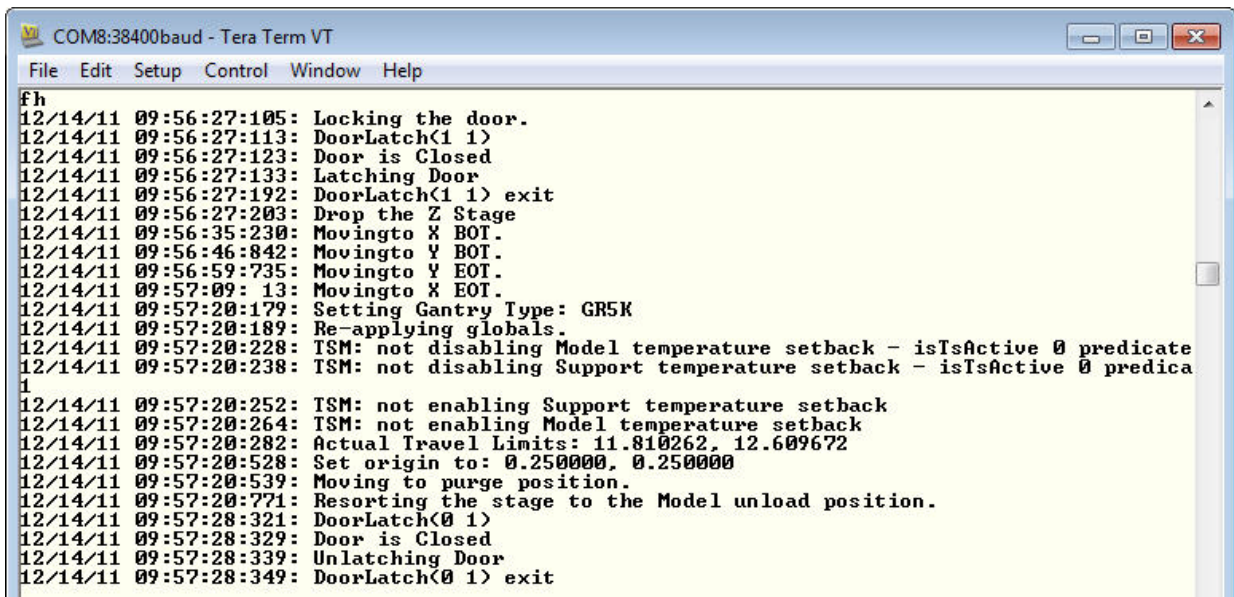 COM8:38400baud - Tera Term VT
File Edit Setup Control Window Help
fh
12/14/11 09:56:27:105: Locking the door.
12/14/11 09:56:27:113: DoorLatch(1 1)
12/14/11 09:56:27:123: Door is Closed
12/14/11 09:56:27:133: Latching Door
12/14/11 09:56:27:192: DoorLatch(1 1) exit
12/14/11 09:56:27:203: Drop the Z Stage
12/14/11 09:56:35:230: Movingto X BOT.
12/14/11 09:56:46:842: Movingto Y BOT.
12/14/11 09:56:59:735: Movingto Y EOT.
12/14/11 09:57:09: 13: Movingto X EOT.
12/14/11 09:57:20:179: Setting Gantry Type: GR5K
12/14/11 09:57:20:189: Re-applying globals.
12/14/11 09:57:20:228: TSM: not disabling Model temperature setback - isTsActive 0 predicate
12/14/11 09:57:20:238: TSM: not disabling Support temperature setback - isTsActive 0 predica
1
12/14/11 09:57:20:252: TSM: not enabling Support temperature setback
12/14/11 09:57:20:264: TSM: not enabling Model temperature setback
12/14/11 09:57:20:282: Actual Travel Limits: 11.810262, 12.609672
12/14/11 09:57:20:528: Set origin to: 0.250000, 0.250000
12/14/11 09:57:20:539: Moving to purge position.
12/14/11 09:57:20:771: Resorting the stage to the Model unload position.
12/14/11 09:57:28:321: DoorLatch(0 1)
12/14/11 09:57:28:329: Door is Closed
12/14/11 09:57:28:339: Unlatching Door
12/14/11 09:57:28:349: DoorLatch(0 1) exit